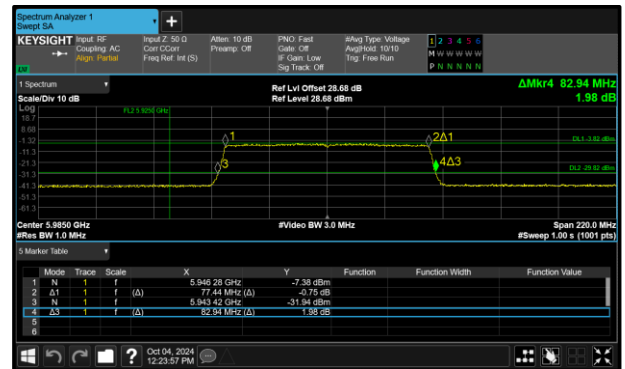 Spectrum Analyzer 1
Swept SA
KEYSIGHT Input: RF Input Z: 50 Ω Atten: 10 dB PNO: Fast #Avg Type: Voltage 1 2 3 4 5 6
Coupling: AC Corr CCorr Preamp: Off Gate: Off Avg|Hold: 10/10 M W W W W W
Align: Partial Freq Ref: Int (S) IF Gain: Low Trig: Free Run
Sig Track: Off P N N N N N
1 Spectrum Ref Lvl Offset 28.68 dB ΔMkr4 82.94 MHz
Scale/Div 10 dB Ref Level 28.68 dBm 1.98 dB
Log
18.7
8.68
-1.32
-11.3
-21.3
-31.3
-41.3
-51.3
-61.3
FL2 5.9250 GHz
1
2Δ1
DL1 -3.82 dBm
3
4Δ3
DL2 -29.82 dBm
Center 5.9850 GHz #Video BW 3.0 MHz Span 220.0 MHz
#Res BW 1.0 MHz #Sweep 1.00 s (1001 pts)
5 Marker Table
Mode Trace Scale X Y Function Function Width Function Value
1 N 1 f 5.946 28 GHz -7.38 dBm
2 Δ1 1 f (Δ) 77.44 MHz (Δ) -0.75 dB
3 N 1 f 5.943 42 GHz -31.94 dBm
4 Δ3 1 f (Δ) 82.94 MHz (Δ) 1.98 dB
5
6
? Oct 04, 2024
12:23:57 PM